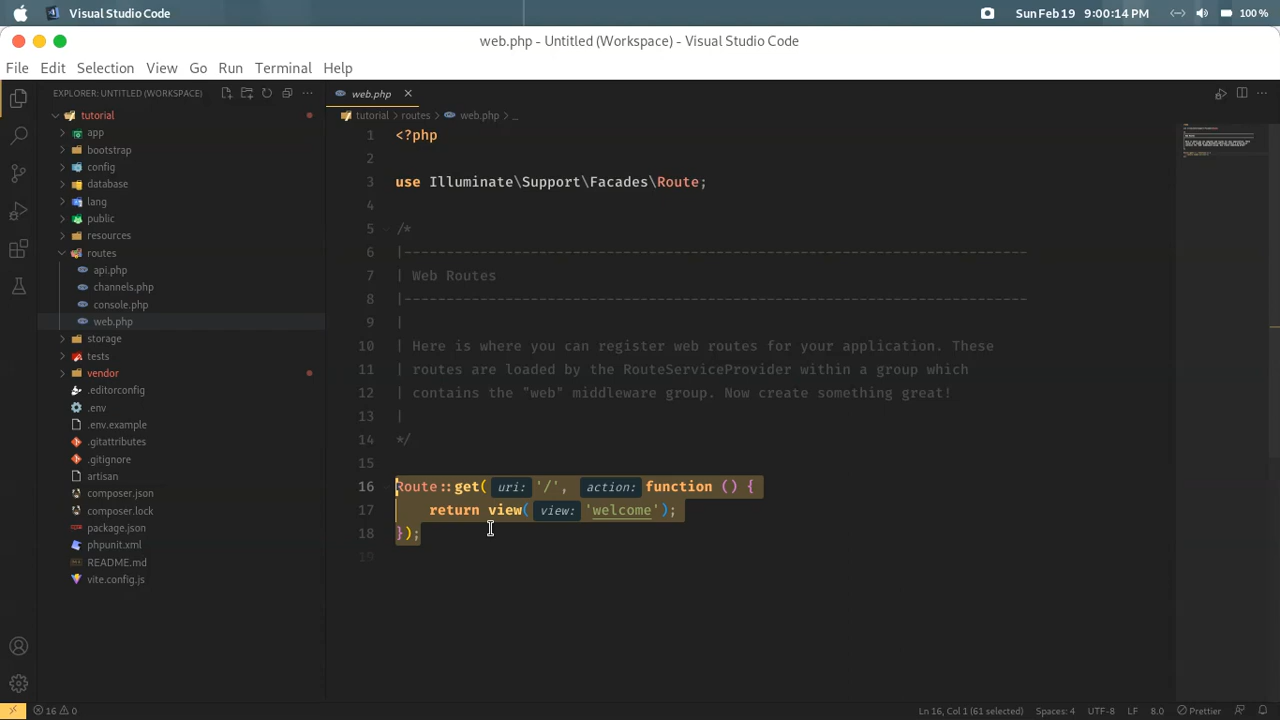 Visual Studio Code
Sun Feb 19 9:00:14 PM
100 %
web.php - Untitled (Workspace) - Visual Studio Code
File Edit Selection View Go Run Terminal Help
EXPLORER: UNTITLED (WORKSPACE)
tutorial
app
bootstrap
config
database
lang
public
resources
routes
api.php
channels.php
console.php
web.php
storage
tests
vendor
.editorconfig
.env
.env.example
.gitattributes
.gitignore
artisan
composer.json
composer.lock
package.json
phpunit.xml
README.md
vite.config.js
web.php
tutorial > routes > web.php > ...
1 <?php
2
3 use Illuminate\Support\Facades\Route;
4
5 /*
6 |--------------------------------------------------------------------------
7 | Web Routes
8 |--------------------------------------------------------------------------
9 |
10 | Here is where you can register web routes for your application. These
11 | routes are loaded by the RouteServiceProvider within a group which
12 | contains the "web" middleware group. Now create something great!
13 |
14 */
15
16 Route::get( uri: '/', action: function () {
17     return view( view: 'welcome');
18 });
19
16 0
Ln 16, Col 1 (61 selected) Spaces: 4 UTF-8 LF 8.0 Prettier